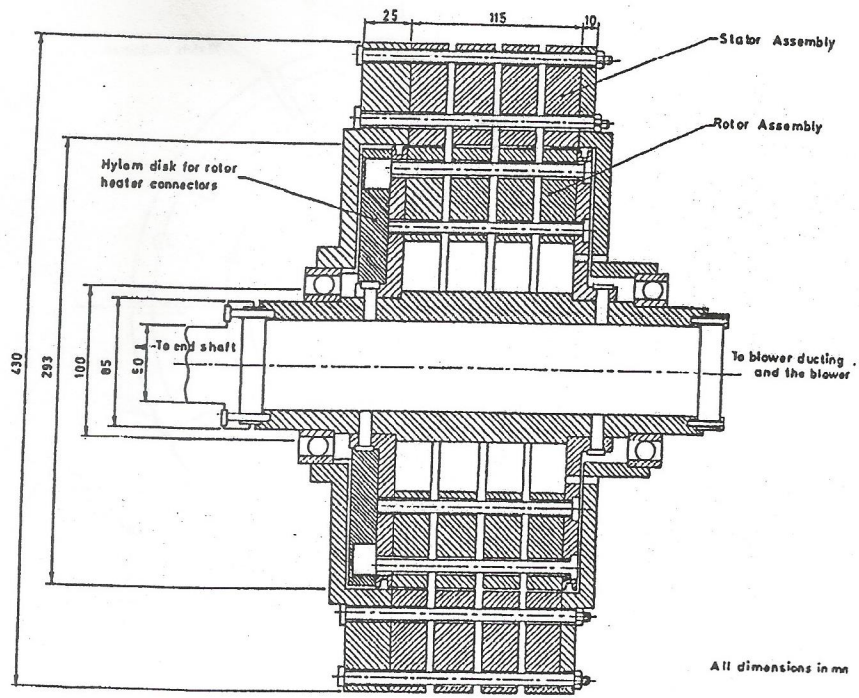 25
115
10
Stator Assembly
Rotor Assembly
Hylam disk for rotor
heater connectors
430
293
100
85
50
To end shaft
To blower ducting
and the blower
All dimensions in mm